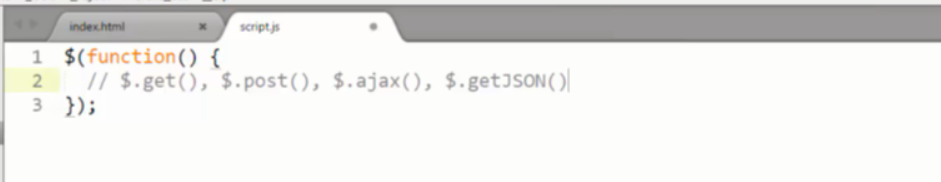 index.html
script.js
1 $(function() {
2 // $.get(), $.post(), $.ajax(), $.getJSON()
3 });